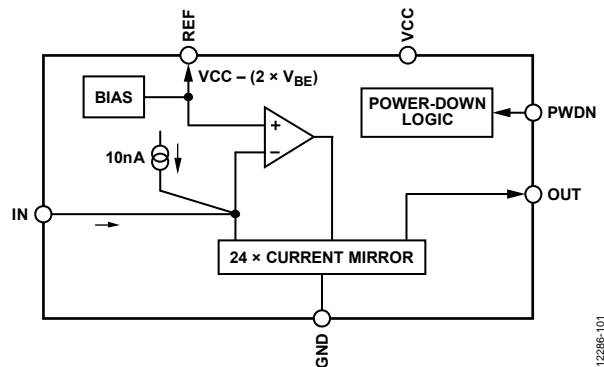 REF
VCC
VCC – (2 × VBE)
BIAS
POWER-DOWN
LOGIC
PWDN
10nA
OUT
IN
24 × CURRENT MIRROR
GND
12286-101
+
–